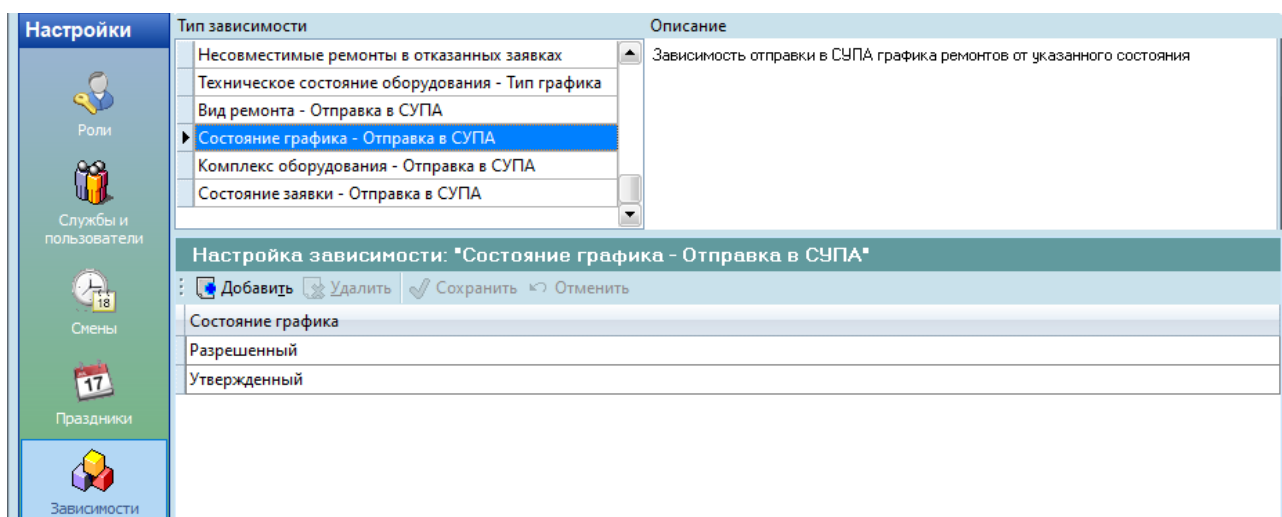 Настройки
Роли
Службы и
пользователи
18
Смены
17
Праздники
Зависимости
Тип зависимости
Несовместимые ремонты в отказанных заявках
Техническое состояние оборудования - Тип графика
Вид ремонта - Отправка в СУПА
Состояние графика - Отправка в СУПА
Комплекс оборудования - Отправка в СУПА
Состояние заявки - Отправка в СУПА
Описание
Зависимость отправки в СУПА графика ремонтов от указанного состояния
Настройка зависимости: "Состояние графика - Отправка в СУПА"
Добавить Удалить Сохранить Отменить
Состояние графика
Разрешенный
Утвержденный